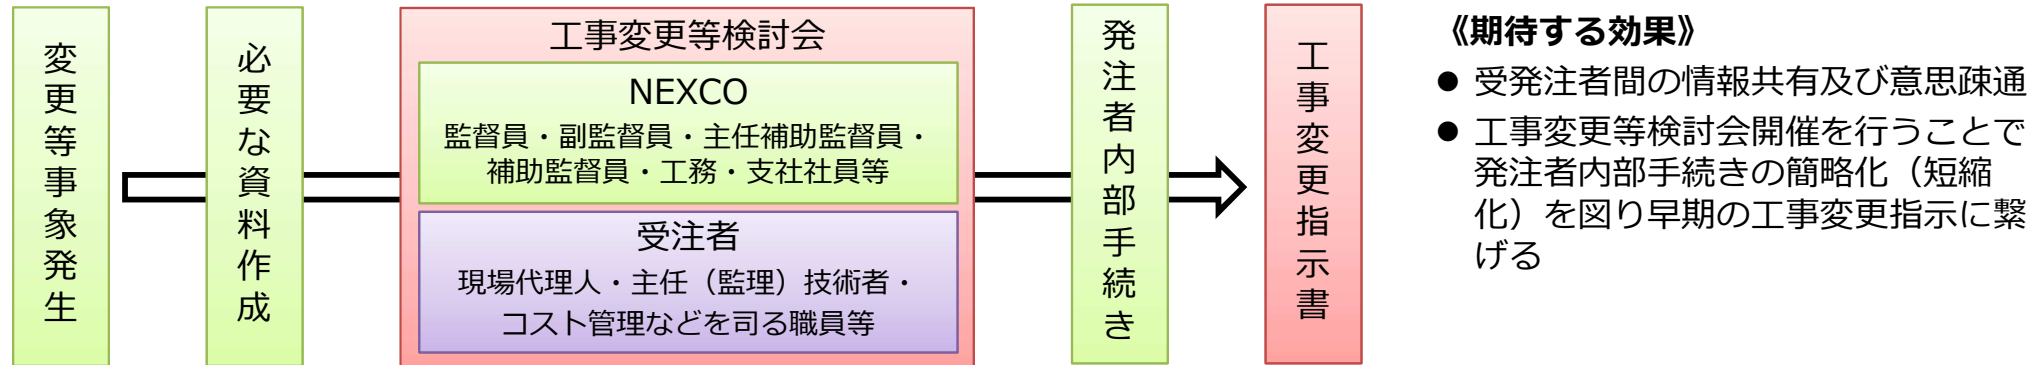 変更等事象発生
必要な資料作成
工事変更等検討会
NEXCO
監督員・副監督員・主任補助監督員・
補助監督員・工務・支社社員等
受注者
現場代理人・主任（監理）技術者・
コスト管理などを司る職員等
発注者内部手続き
工事変更指示書
《期待する効果》
● 受発注者間の情報共有及び意思疎通
● 工事変更等検討会開催を行うことで
発注者内部手続きの簡略化（短縮
化）を図り早期の工事変更指示に繋
げる